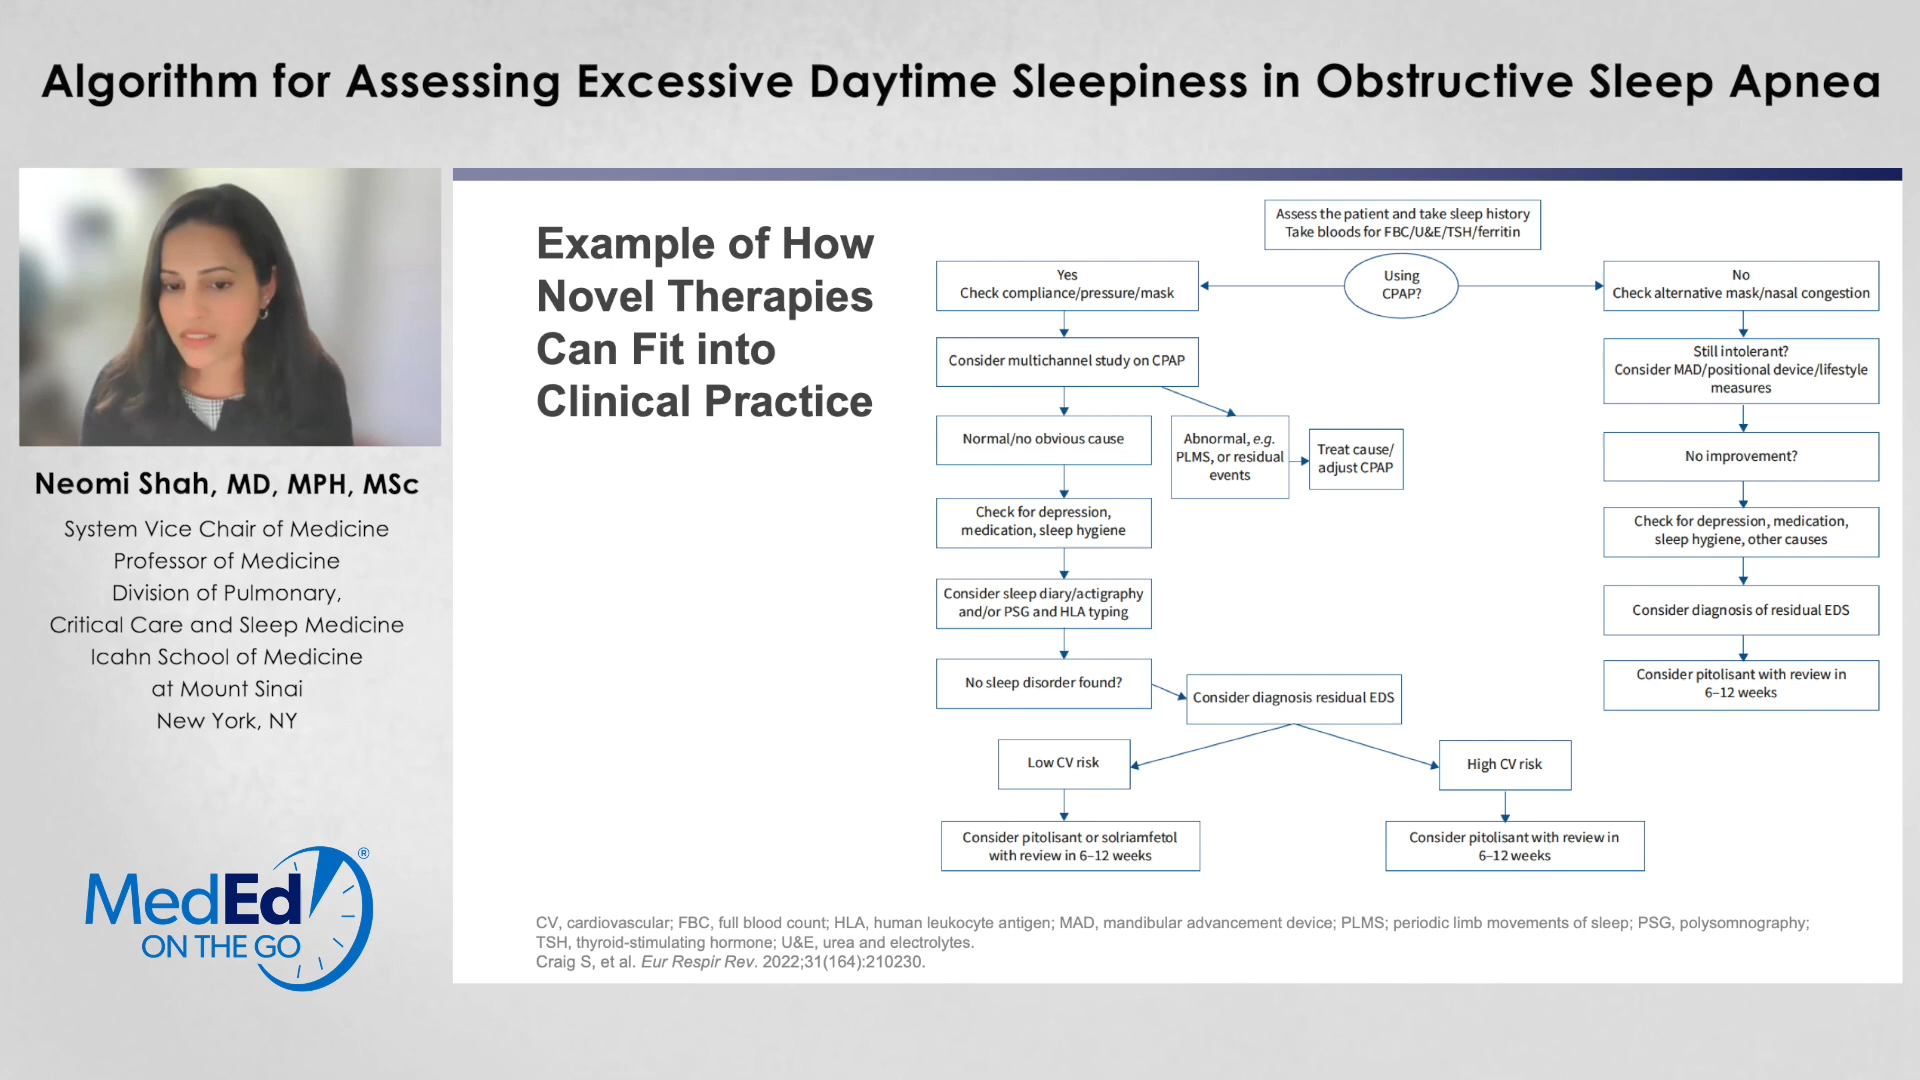 Algorithm for Assessing Excessive Daytime Sleepiness in Obstructive Sleep Apnea
Neomi Shah, MD, MPH, MSc
System Vice Chair of Medicine
Professor of Medicine
Division of Pulmonary,
Critical Care and Sleep Medicine
Icahn School of Medicine
at Mount Sinai
New York, NY
MedEd®
ON THE GO
Example of How
Novel Therapies
Can Fit into
Clinical Practice
Assess the patient and take sleep history
Take bloods for FBC/U&E/TSH/ferritin
Using
CPAP?
Yes
Check compliance/pressure/mask
Consider multichannel study on CPAP
Normal/no obvious cause
Abnormal, e.g.
PLMS, or residual
events
Treat cause/
adjust CPAP
Check for depression,
medication, sleep hygiene
Consider sleep diary/actigraphy
and/or PSG and HLA typing
No sleep disorder found?
Consider diagnosis residual EDS
Low CV risk
Consider pitolisant or solriamfetol
with review in 6–12 weeks
High CV risk
Consider pitolisant with review in
6–12 weeks
No
Check alternative mask/nasal congestion
Still intolerant?
Consider MAD/positional device/lifestyle
measures
No improvement?
Check for depression, medication,
sleep hygiene, other causes
Consider diagnosis of residual EDS
Consider pitolisant with review in
6–12 weeks
CV, cardiovascular; FBC, full blood count; HLA, human leukocyte antigen; MAD, mandibular advancement device; PLMS; periodic limb movements of sleep; PSG, polysomnography;
TSH, thyroid-stimulating hormone; U&E, urea and electrolytes.
Craig S, et al. Eur Respir Rev. 2022;31(164):210230.